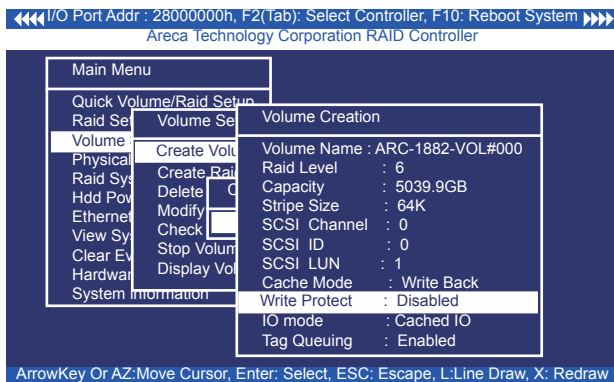 I/O Port Addr : 28000000h, F2(Tab): Select Controller, F10: Reboot System
Areca Technology Corporation RAID Controller
Main Menu
Quick Volume/Raid Setup
Raid Set
Volume
Physical
Raid Sys
Hdd Pow
Ethernet
View Sy
Clear Ev
Hardwar
System Information
Volume Se
Create Volu
Create Rai
Delete
Modify
Check
Stop Volum
Display Vol
C
Volume Creation
Volume Name : ARC-1882-VOL#000
Raid Level : 6
Capacity : 5039.9GB
Stripe Size : 64K
SCSI Channel : 0
SCSI ID : 0
SCSI LUN : 1
Cache Mode : Write Back
Write Protect : Disabled
IO mode : Cached IO
Tag Queuing : Enabled
ArrowKey Or AZ:Move Cursor, Enter: Select, ESC: Escape, L:Line Draw, X: Redraw